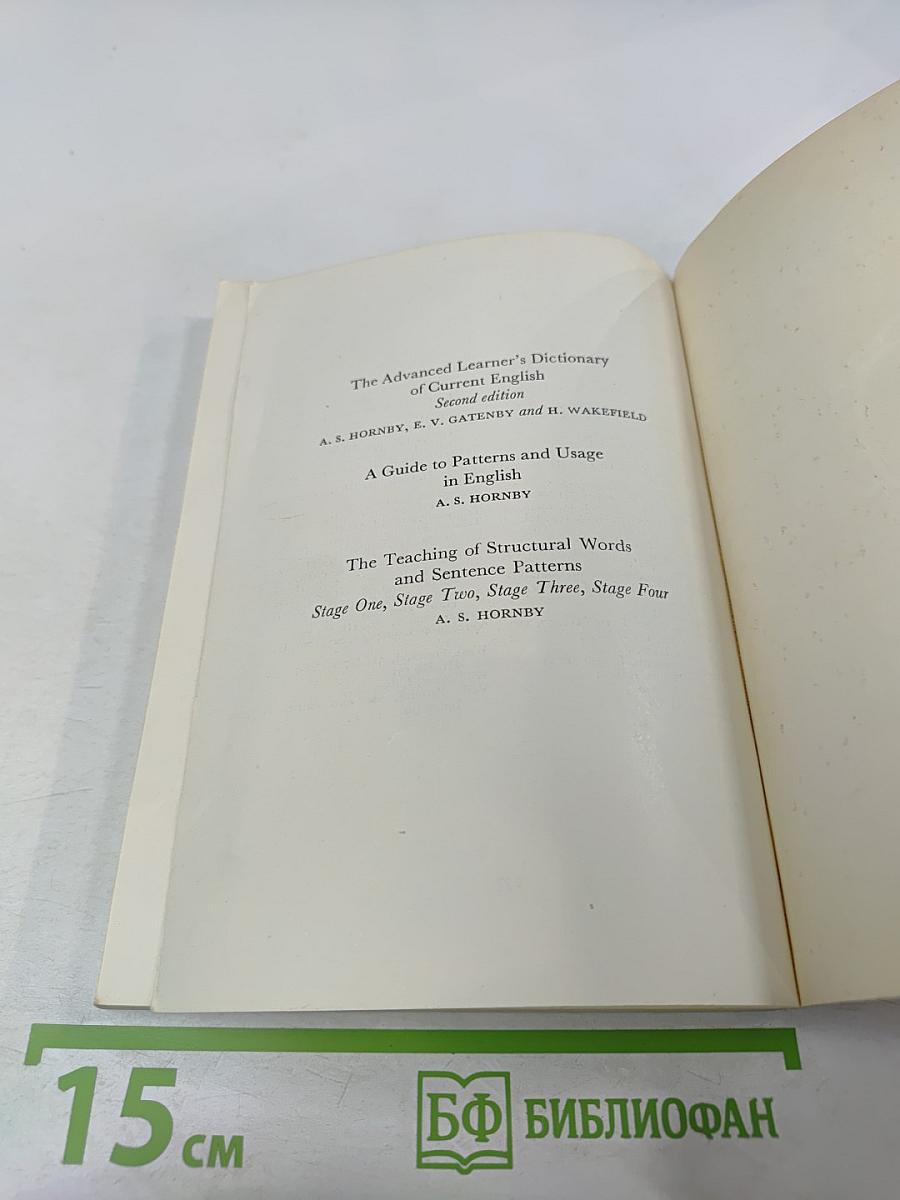 The Advanced Learner's Dictionary
of Current English
Second edition
A. S. HORNBY, E. V. GATENBY and H. WAKEFIELD
A Guide to Patterns and Usage
in English
A. S. HORNBY
The Teaching of Structural Words
and Sentence Patterns
Stage One, Stage Two, Stage Three, Stage Four
A. S. HORNBY
15 см
БФ БИБЛИОФАН